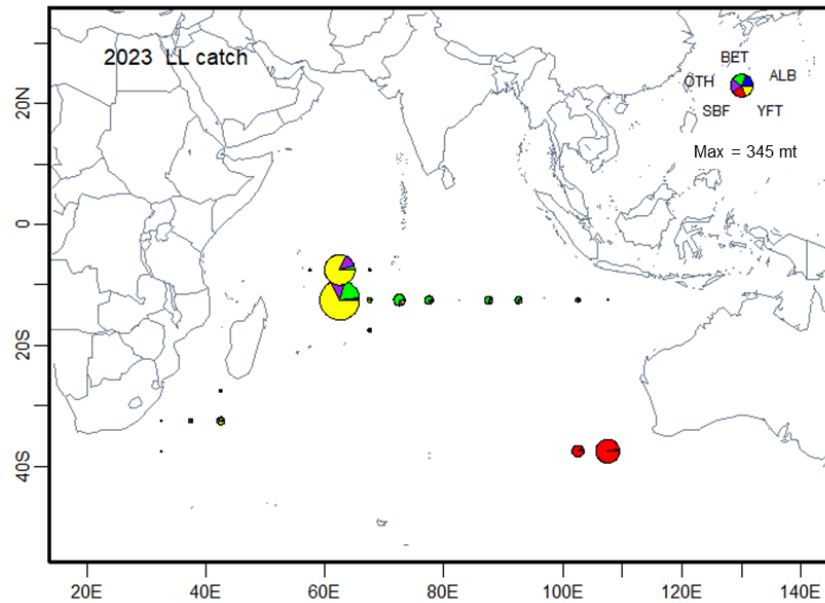 2023 LL catch
BET
OTH
ALB
SBF
YFT
Max = 345 mt
20N
0
20S
40S
20E
40E
60E
80E
100E
120E
140E